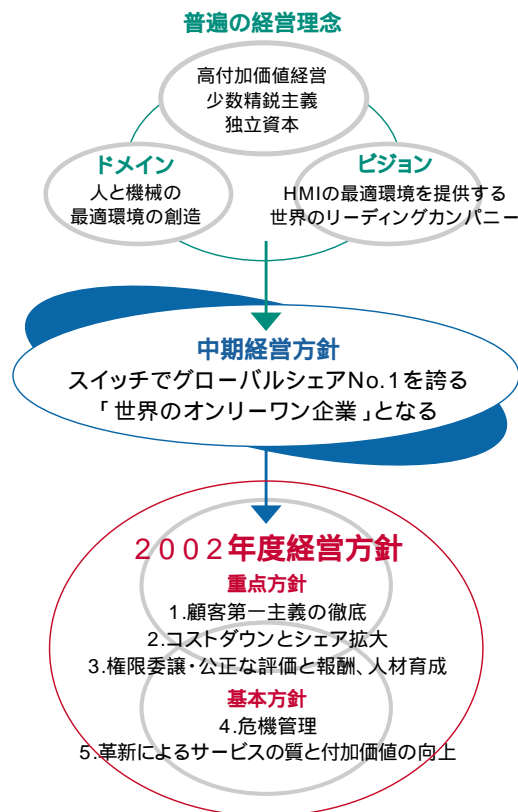 普遍の経営理念
高付加価値経営
少数精鋭主義
独立資本
ドメイン
人と機械の
最適環境の創造
ビジョン
HMIの最適環境を提供する
世界のリーディングカンパニー
中期経営方針
スイッチでグローバルシェアNo.1を誇る
「世界のオンリーワン企業」となる
2002年度経営方針
重点方針
1.顧客第一主義の徹底
2.コストダウンとシェア拡大
3.権限委譲・公正な評価と報酬、人材育成
基本方針
4.危機管理
5.革新によるサービスの質と付加価値の向上